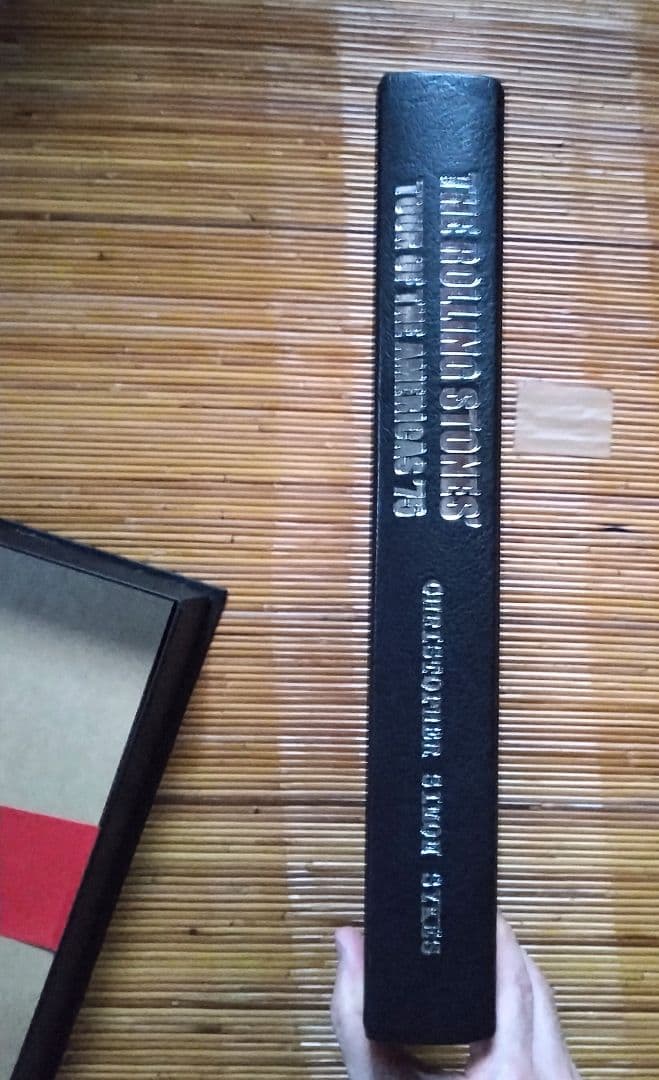 THE ROLLING STONES'
TOUR OF THE AMERICAS '75
CHRISTOPHER SIMON SYKES